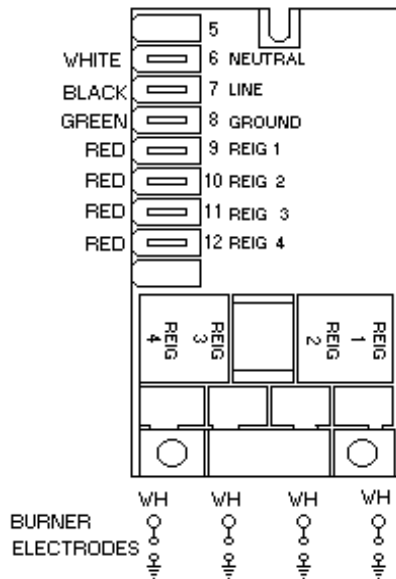 5
WHITE 6 NEUTRAL
BLACK 7 LINE
GREEN 8 GROUND
RED 9 REIG 1
RED 10 REIG 2
RED 11 REIG 3
RED 12 REIG 4
REIG 4
REIG 3
REIG 2
REIG 1
WH WH WH WH
BURNER
ELECTRODES